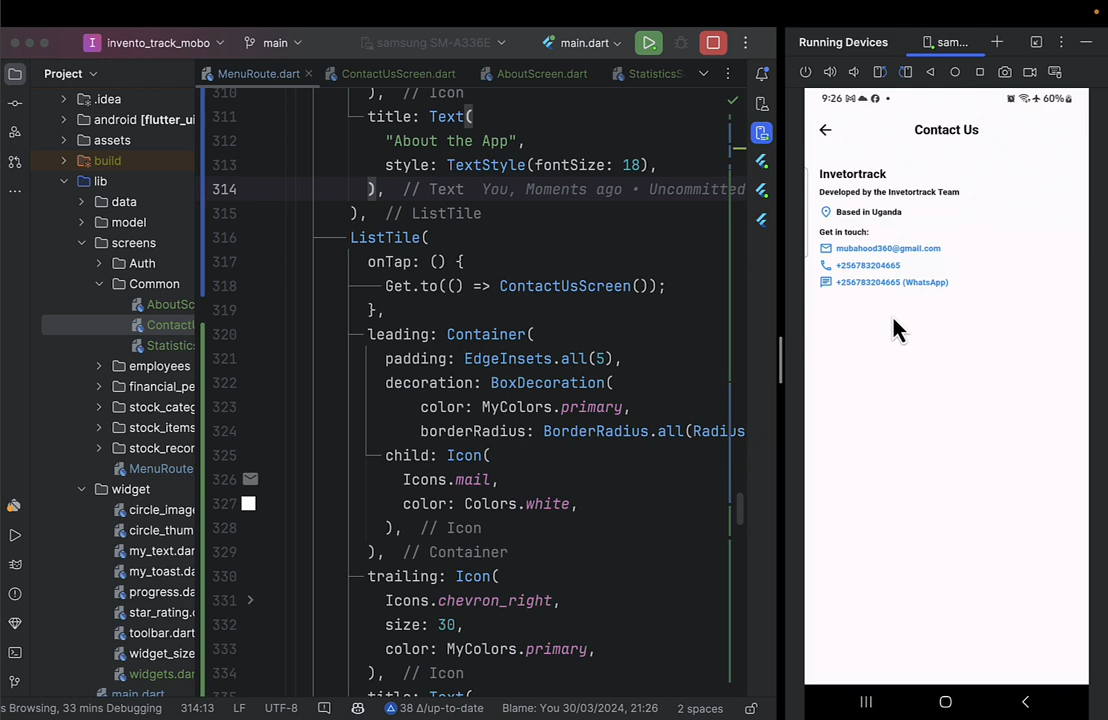 invento_track_mobo
main
samsung SM-A336E
main.dart
Running Devices
sam...
Project
MenuRoute.dart
ContactUsScreen.dart
AboutScreen.dart
StatisticsS
.idea
android [flutter_ui
assets
build
lib
data
model
screens
Auth
Common
AboutSc
ContactU
Statistics
employees
financial_pe
stock_categ
stock_items
stock_recor
MenuRoute
widget
circle_image
circle_thum
my_text.dar
my_toast.da
progress.da
star_rating.
toolbar.dart
widget_size
widgets.dar
main.dart
310 ), // Icon
311 title: Text(
312 "About the App",
313 style: TextStyle(fontSize: 18),
314 ), // Text You, Moments ago • Uncommitted
315 ), // ListTile
316 ListTile(
317 onTap: () {
318 Get.to(() => ContactUsScreen());
},
320 leading: Container(
321 padding: EdgeInsets.all(5),
322 decoration: BoxDecoration(
323 color: MyColors.primary,
324 borderRadius: BorderRadius.all(Radius
325 child: Icon(
326 Icons.mail,
327 color: Colors.white,
328 ), // Icon
329 ), // Container
330 trailing: Icon(
331 Icons.chevron_right,
332 size: 30,
333 color: MyColors.primary,
334 ), // Icon
335 title: Text(
9:26
60%
Contact Us
Invetortrack
Developed by the Invetortrack Team
Based in Uganda
Get in touch:
mubahood360@gmail.com
+256783204665
+256783204665 (WhatsApp)
s Browsing, 33 mins Debugging
314:13
LF
UTF-8
38 Δ/up-to-date
Blame: You 30/03/2024, 21:26
2 spaces